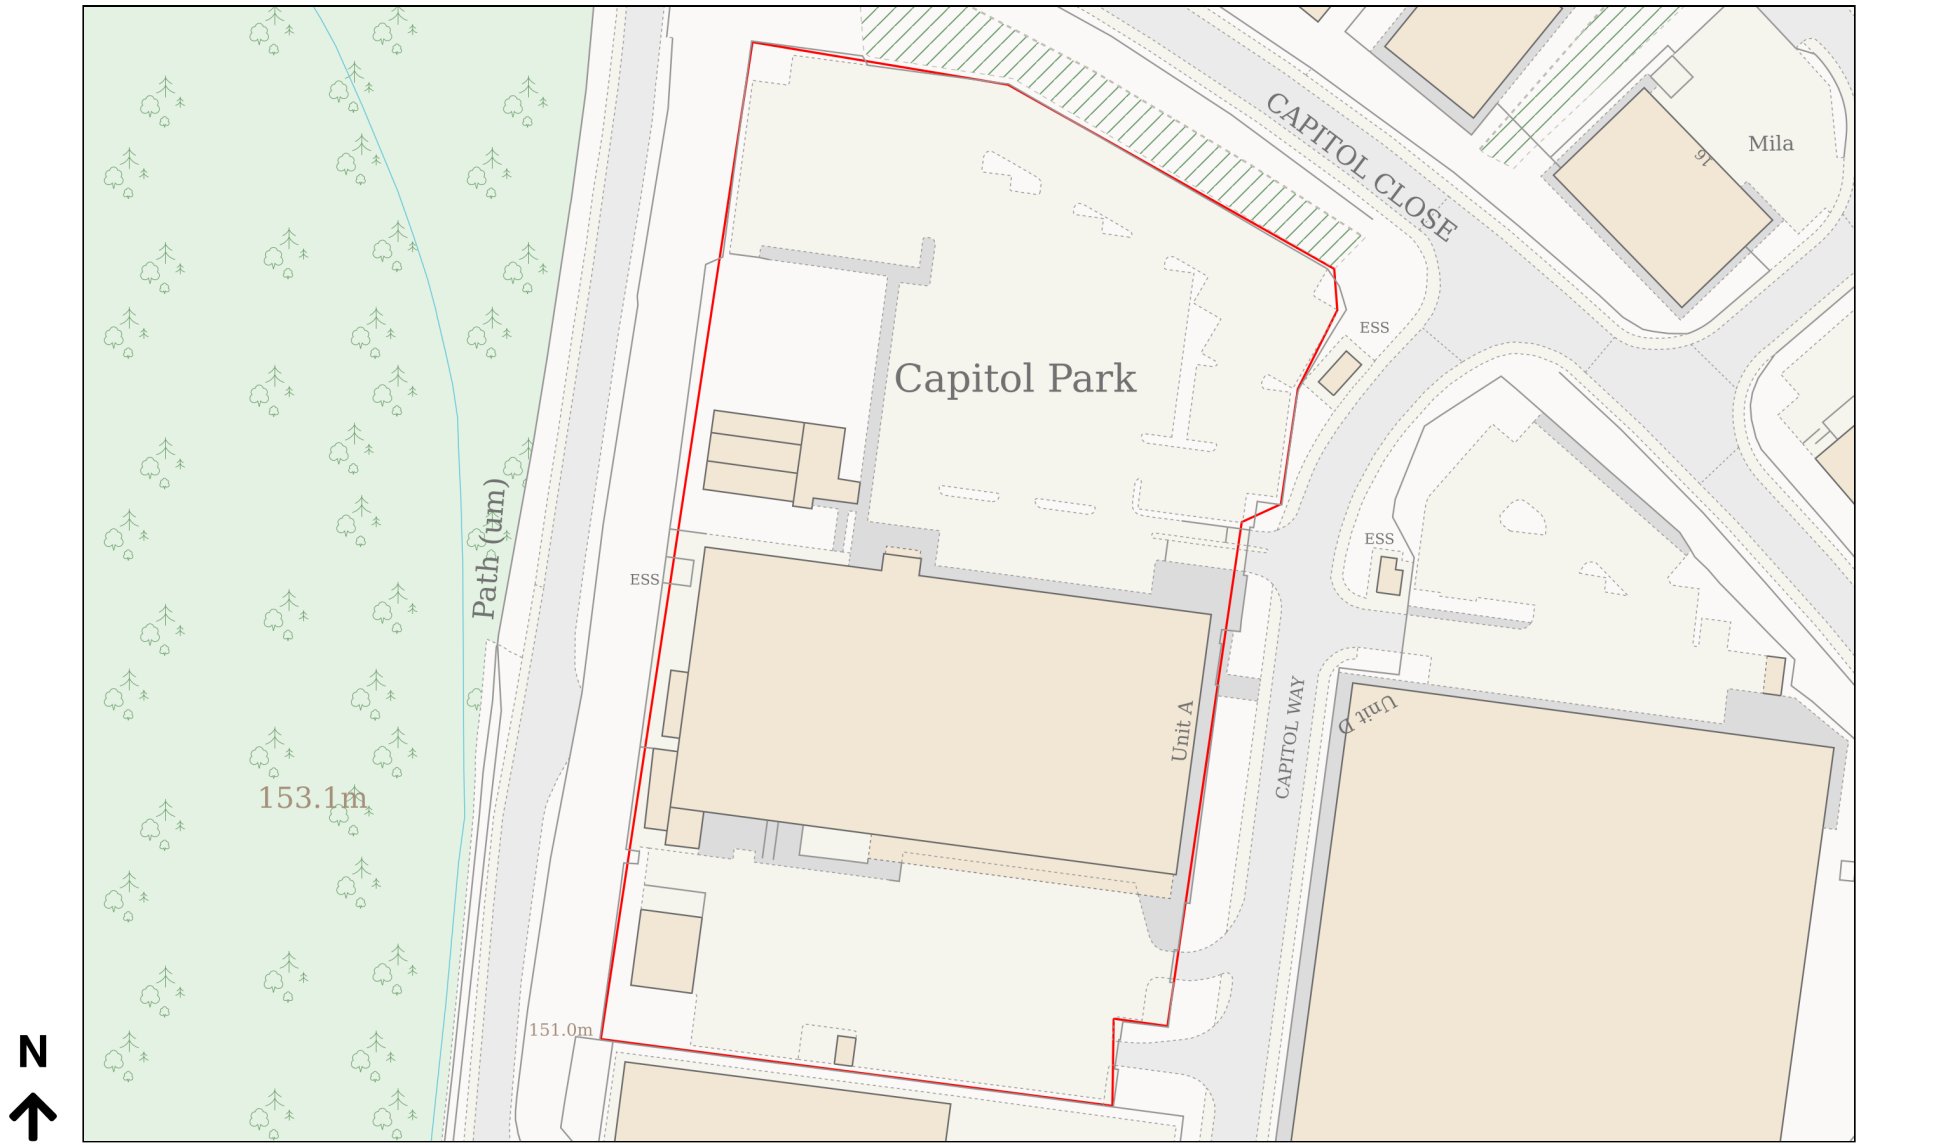 CAPITOL CLOSE
Mila
16
ESS
Capitol Park
Path (um)
ESS
ESS
Unit A
CAPITOL WAY
Unit D
153.1m
151.0m
N